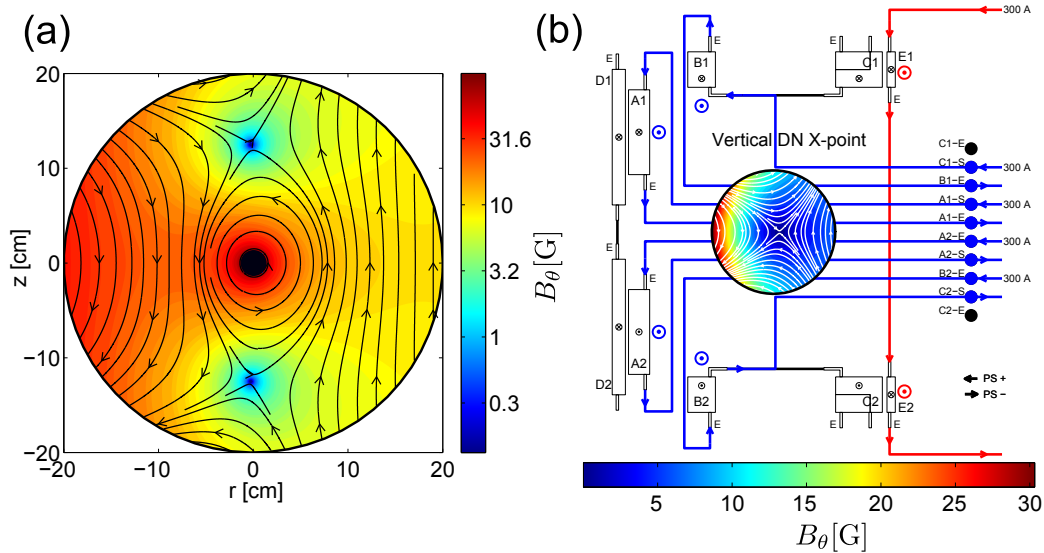 (a)
20
10
0
−10
−20
z [cm]
−20
−10
0
10
20
r [cm]
31.6
10
3.2
1
0.3
Bθ[G]
(b)
300 A
E
E
E
E
B1
C1
E1
D1
E
A1
E
E
Vertical DN X-point
E
C1−E
C1−S
300 A
B1−E
A1−S
300 A
A1−E
A2−E
300 A
A2−S
B2−E
300 A
C2−S
C2−E
E
A2
D2
E
E
B2
C2
E2
E
E
E
E
PS +
PS −
5
10
15
20
25
30
Bθ[G]